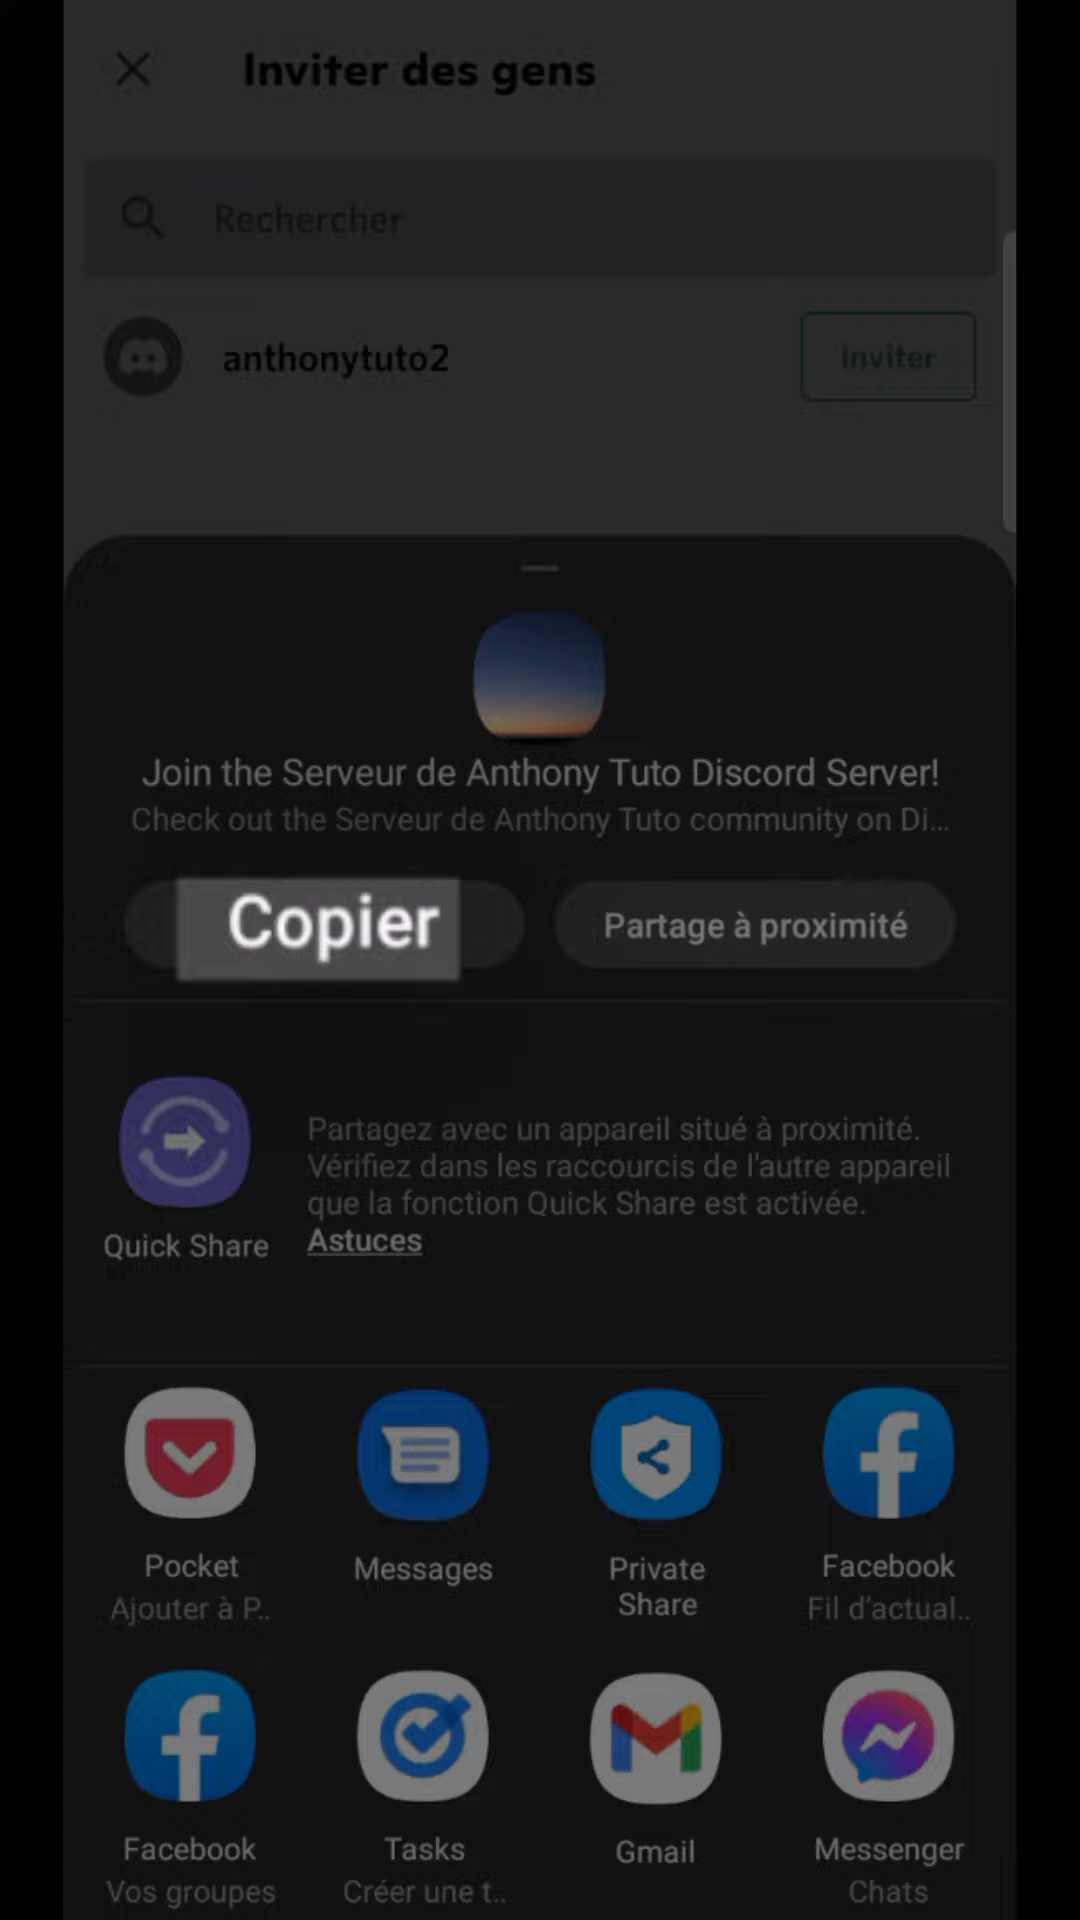 Inviter des gens
Rechercher
anthonytuto2
Inviter
Join the Serveur de Anthony Tuto Discord Server!
Check out the Serveur de Anthony Tuto community on Di...
Copier
Partage à proximité
Partagez avec un appareil situé à proximité.
Vérifiez dans les raccourcis de l'autre appareil
que la fonction Quick Share est activée.
Astuces
Quick Share
Pocket
Ajouter à P..
Messages
Private
Share
Facebook
Fil d'actual..
Facebook
Vos groupes
Tasks
Créer une t..
Gmail
Messenger
Chats